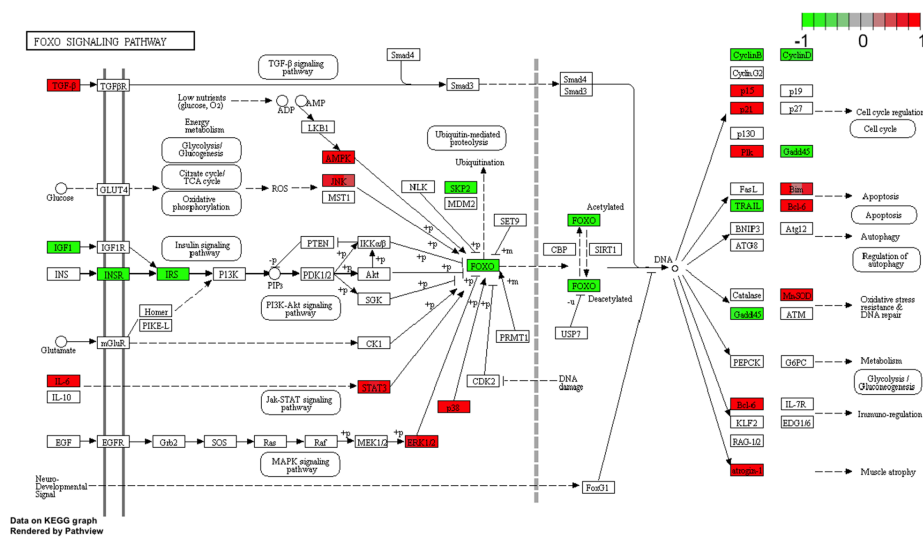 FOXO SIGNALING PATHWAY
-1 0 1
TGF-β
TGFβR
TGF-β signaling
pathway
Smad4
Smad3
Smad4
Smad3
Low nutrients
(glucose, O2)
ADP
AMP
LKB1
Energy
metabolism
Glycolysis/
Glucogenesis
Citrate cycle/
TCA cycle
Oxidative
phosphorylation
Glucose
GLUT4
ROS
AMPK
JNK
MST1
Ubiquitin-mediated
proteolysis
Ubiquitination
NLK
SKP2
MDM2
SET9
+p
+p
+p
+m
IGF1
IGF1R
INS
INSR
IRS
Insulin signaling
pathway
PI3K
-p
PIP3
PTEN
PDK1/2
IKKα/β
Akt
SGK
+p
+p
+p
PI3K-Akt signaling
pathway
FOXO
Acetylated
FOXO
CBP
SIRT1
FOXO
-u
Deacetylated
USP7
Homer
PIKE-L
Glutamate
mGluR
CK1
+p
+p
+p
+p
+m
PRMT1
CDK2
DNA
damage
IL-6
IL-10
STAT3
Jak-STAT signaling
pathway
p38
EGF
EGFR
Grb2
SOS
Ras
Raf
+p
MEK1/2
+p
ERK1/2
MAPK signaling
pathway
Neuro-
Developmental
Signal
FoxG1
DNA
CyclinB
CyclinD
CyclinG2
p15
p19
p21
p27
p130
Plk
Gadd45
Cell cycle regulation
Cell cycle
FasL
Bim
TRAIL
Bcl-6
Apoptosis
Apoptosis
BNIP3
Atg12
ATG8
Autophagy
Regulation of
autophagy
Catalase
MnSOD
Gadd45
ATM
Oxidative stress
resistance &
DNA repair
PEPCK
G6PC
Metabolism
Glycolysis /
Gluconeogenesis
Bcl-6
IL-7R
KLF2
EDG1/6
RAG-1/2
Immuno-regulation
atrogin-1
Muscle atrophy
Data on KEGG graph
Rendered by Pathview